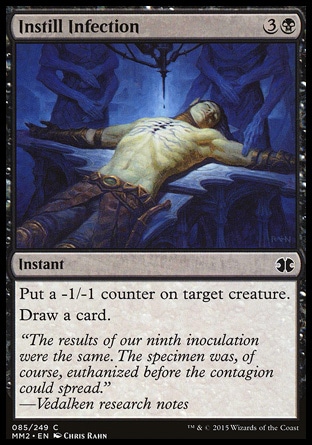 Instill Infection 3
Instant
Put a -1/-1 counter on target creature.
Draw a card.
“The results of our ninth inoculation
were the same. The specimen was, of
course, euthanized before the contagion
could spread.”
—Vedalken research notes
085/249 C
MM2 • EN Chris Rahn
™ & © 2015 Wizards of the Coast